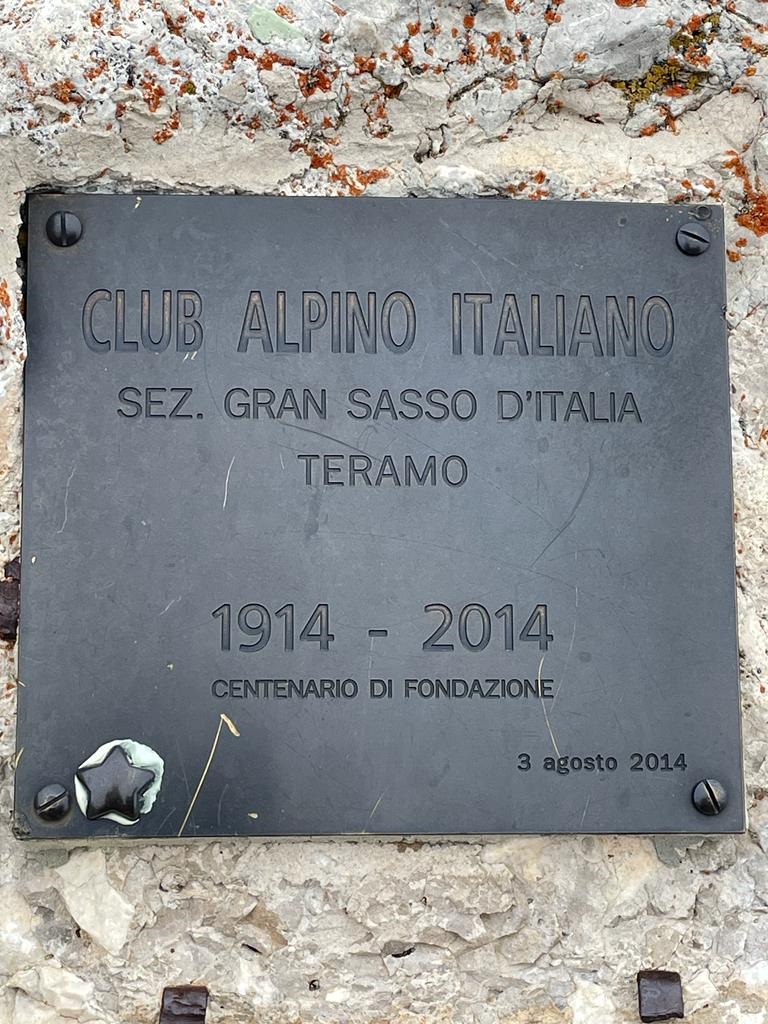 CLUB ALPINO ITALIANO
SEZ. GRAN SASSO D'ITALIA
TERAMO
1914 - 2014
CENTENARIO DI FONDAZIONE
3 agosto 2014